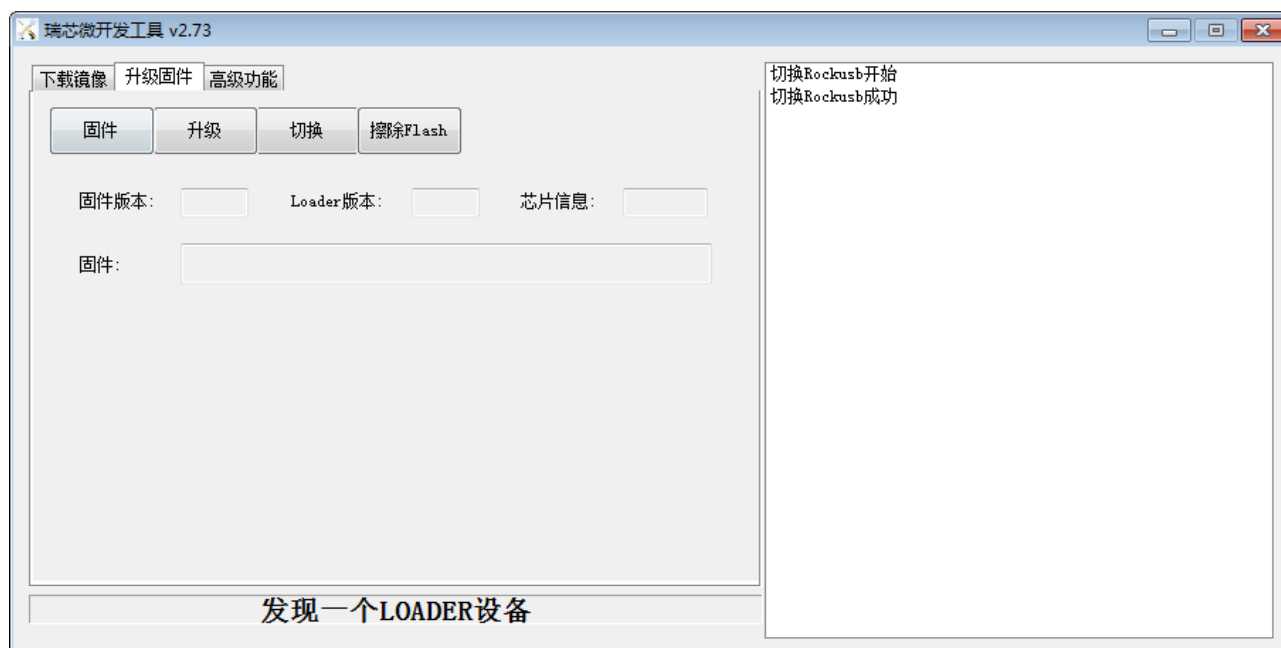 瑞芯微开发工具 v2.73
下载镜像 升级固件 高级功能
固件 升级 切换 擦除Flash
固件版本: Loader版本: 芯片信息:
固件:
发现一个LOADER设备
切换Rockusb开始
切换Rockusb成功